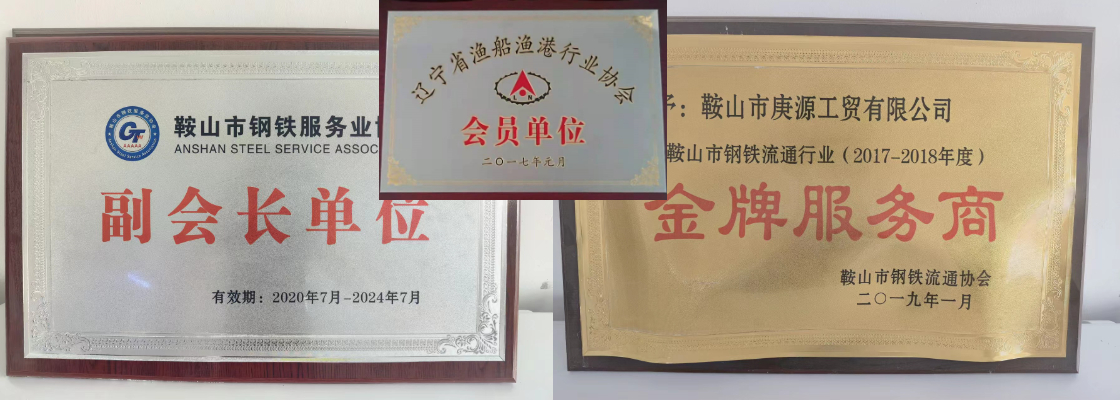 鞍山市钢铁服务业
ANSHAN STEEL SERVICE ASSOC
副会长单位
有效期：2020年7月-2024年7月
辽宁省渔船渔港行业协会
LN
会员单位
二〇一七年元月
：鞍山市庚源工贸有限公司
鞍山市钢铁流通行业（2017-2018年度）
金牌服务商
鞍山市钢铁流通协会
二〇一九年一月